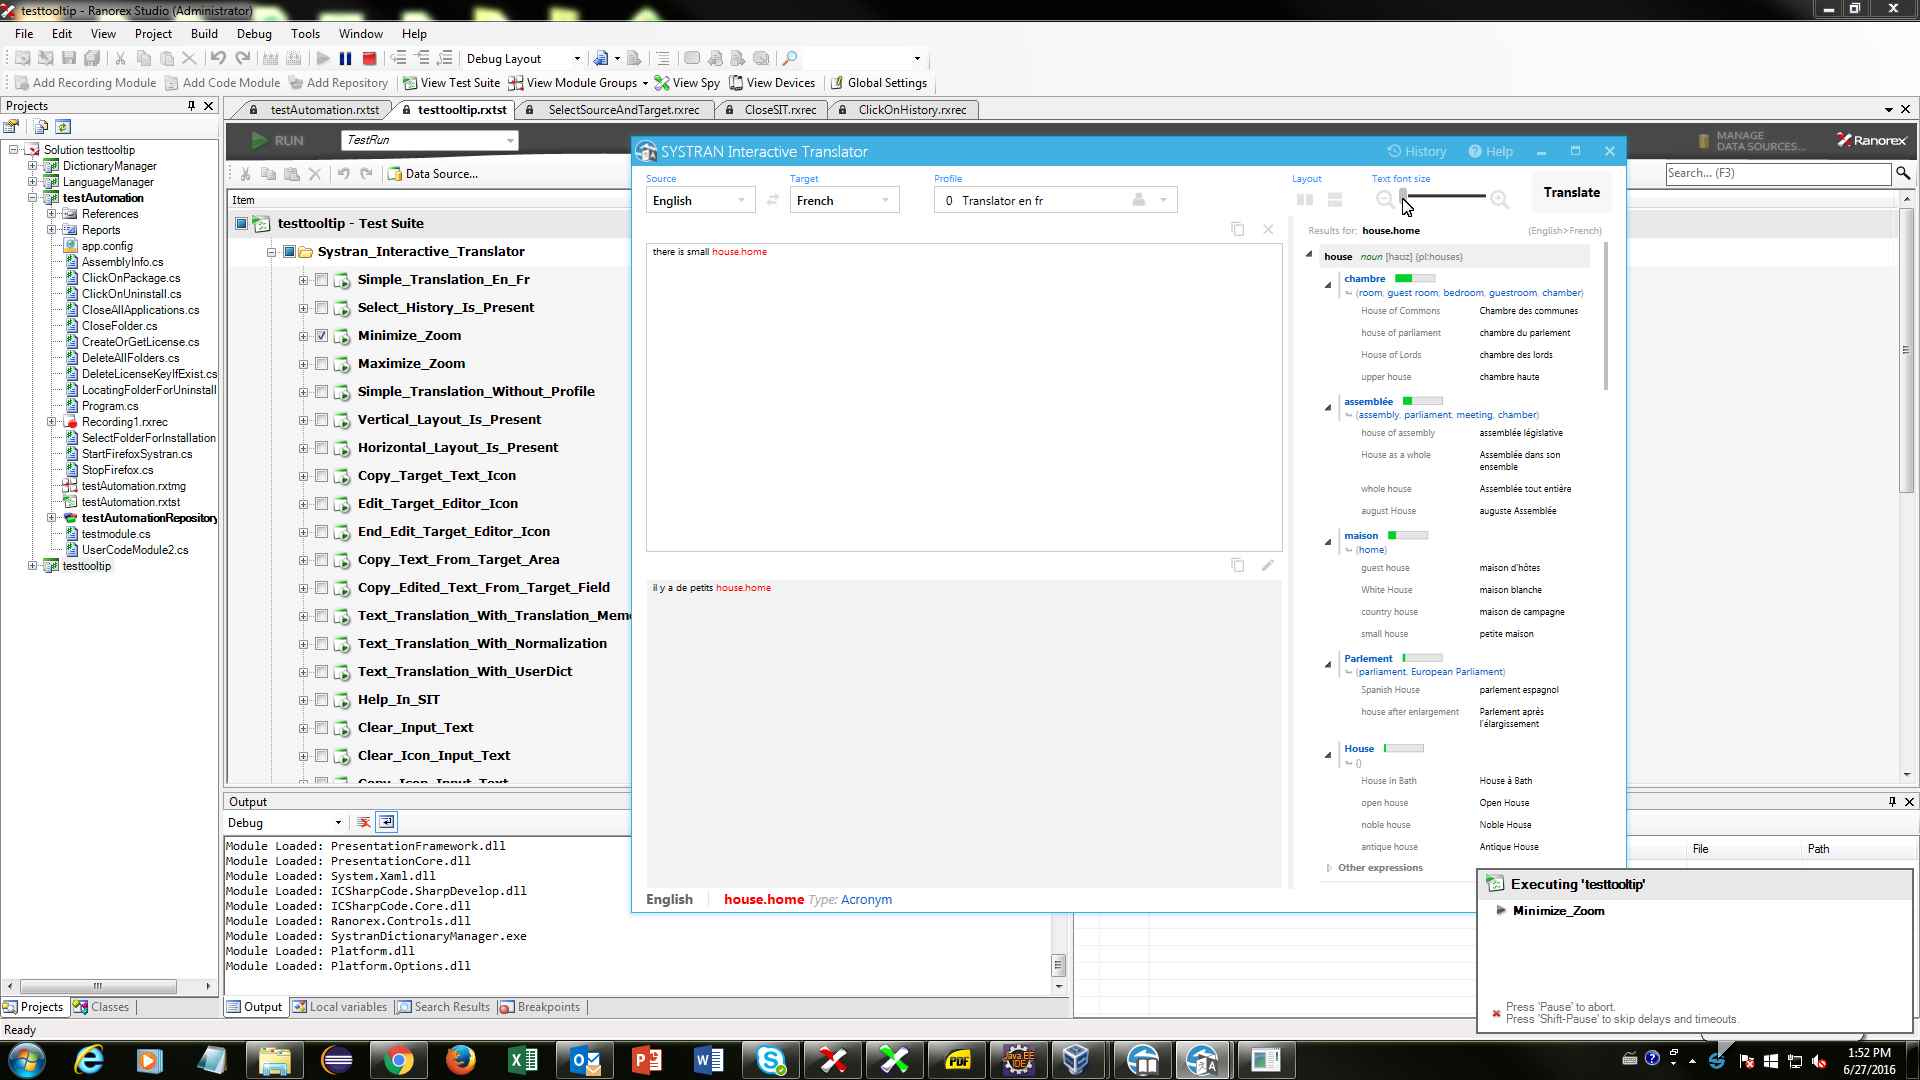 testtooltip - Ranorex Studio (Administrator)
File Edit View Project Build Debug Tools Window Help
Debug Layout
Add Recording Module Add Code Module Add Repository View Test Suite View Module Groups View Spy View Devices Global Settings
Projects
testAutomation.rxtst testtooltip.rxtst SelectSourceAndTarget.rxrec CloseSIT.rxrec ClickOnHistory.rxrec
Solution testtooltip
DictionaryManager
LanguageManager
testAutomation
References
Reports
app.config
AssemblyInfo.cs
ClickOnPackage.cs
ClickOnUninstall.cs
CloseAllApplications.cs
CloseFolder.cs
CreateOrGetLicense.cs
DeleteAllFolders.cs
DeleteLicenseKeyIfExist.cs
LocatingFolderForUninstall
Program.cs
Recording1.rxrec
SelectFolderForInstallation
StartFirefoxSystran.cs
StopFirefox.cs
testAutomation.rxtmg
testAutomation.rxtst
testAutomationRepository
testmodule.cs
UserCodeModule2.cs
testtooltip
Projects Classes
RUN TestRun
MANAGE DATA SOURCES...
Ranorex
Data Source...
Search... (F3)
Item
testtooltip - Test Suite
Systran_Interactive_Translator
Simple_Translation_En_Fr
Select_History_Is_Present
Minimize_Zoom
Maximize_Zoom
Simple_Translation_Without_Profile
Vertical_Layout_Is_Present
Horizontal_Layout_Is_Present
Copy_Target_Text_Icon
Edit_Target_Editor_Icon
End_Edit_Target_Editor_Icon
Copy_Text_From_Target_Area
Copy_Edited_Text_From_Target_Field
Text_Translation_With_Translation_Mem
Text_Translation_With_Normalization
Text_Translation_With_UserDict
Help_In_SIT
Clear_Input_Text
Clear_Icon_Input_Text
Copy_Icon_Input_Text
SYSTRAN Interactive Translator
History Help
Source Target Profile Layout Text font size
English French 0 Translator en fr
Translate
there is small house.home
il y a de petits house.home
Results for: house.home (English>French)
house noun [haʊz] {pl:houses}
chambre
(room, guest room; bedroom, guestroom, chamber)
House of Commons Chambre des communes
house of parliament chambre du parlement
House of Lords chambre des lords
upper house chambre haute
assemblée
(assembly, parliament, meeting, chamber)
house of assembly assemblée législative
House as a whole Assemblée dans son ensemble
whole house Assemblée tout entière
august House auguste Assemblée
maison
(home)
guest house maison d'hôtes
White House maison blanche
country house maison de campagne
small house petite maison
Parlement
(parliament, European Parliament)
Spanish House parlement espagnol
house after enlargement Parlement après l'élargissement
House
()
House in Bath House à Bath
open house Open House
noble house Noble House
antique house Antique House
Other expressions
English house.home Type: Acronym
Output
Debug
Module Loaded: PresentationFramework.dll
Module Loaded: PresentationCore.dll
Module Loaded: System.Xaml.dll
Module Loaded: ICSharpCode.SharpDevelop.dll
Module Loaded: ICSharpCode.Core.dll
Module Loaded: Ranorex.Controls.dll
Module Loaded: SystranDictionaryManager.exe
Module Loaded: Platform.dll
Module Loaded: Platform.Options.dll
Output Local variables Search Results Breakpoints
File Path
Executing 'testtooltip'
Minimize_Zoom
Press 'Pause' to abort.
Press 'Shift-Pause' to skip delays and timeouts.
Ready
PDF
Java EE
IDE
1:52 PM
6/27/2016